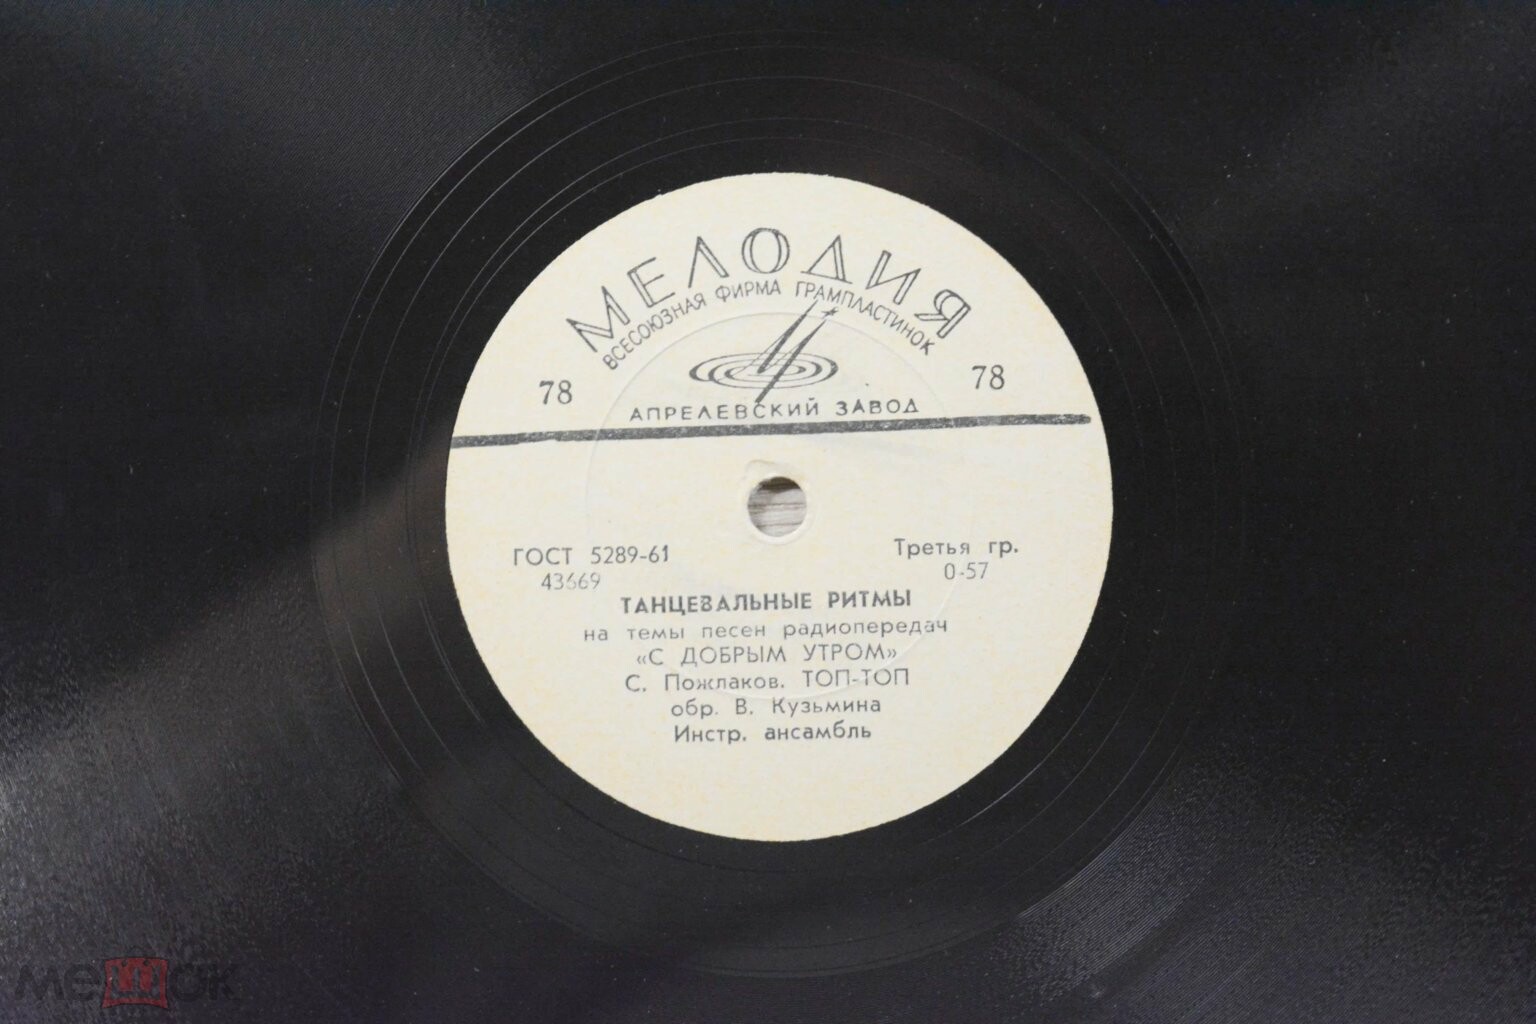 МЕЛОДИЯ
ВСЕСОЮЗНАЯ ФИРМА ГРАМПЛАСТИНОК
78 78
АПРЕЛЕВСКИЙ ЗАВОД
ГОСТ 5289-61 Третья гр.
43669 0-57
ТАНЦЕВАЛЬНЫЕ РИТМЫ
на темы песен радиопередач
«С ДОБРЫМ УТРОМ»
С. Пожлаков. ТОП-ТОП
обр. В. Кузьмина
Инстр. ансамбль
мешок